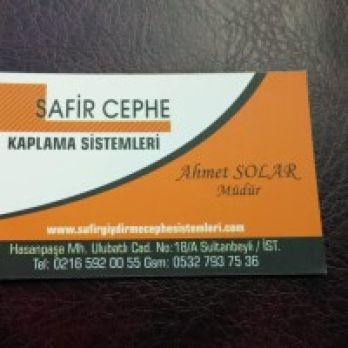 SAFİR CEPHE
KAPLAMA SİSTEMLERİ
Ahmet SOLAR
Müdür
www.safirgiydirmecephesistemleri.com
Hasanpaşa Mh. Ulubatlı Cad. No:18/A Sultanbeyli / İST.
Tel: 0216 592 00 55 Gsm: 0532 793 75 36